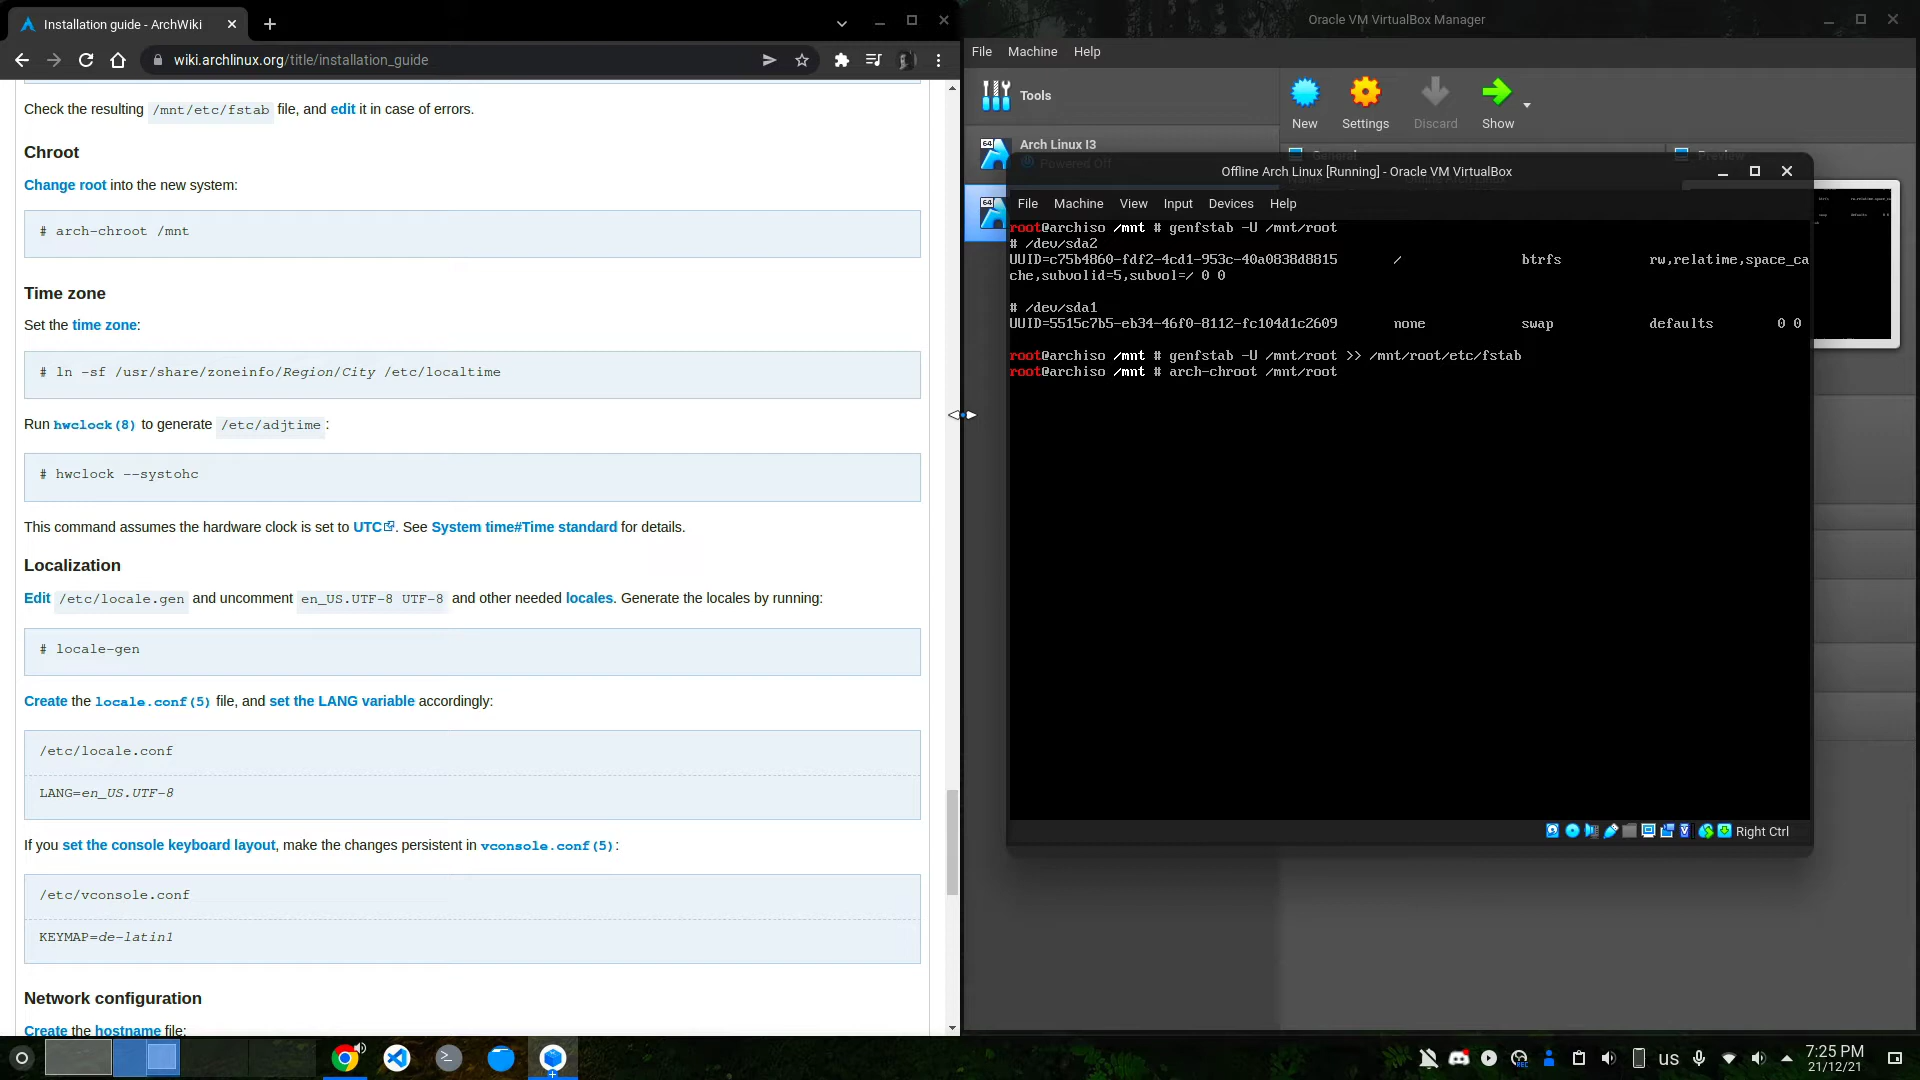 Installation guide - ArchWiki
wiki.archlinux.org/title/installation_guide
Check the resulting /mnt/etc/fstab file, and edit it in case of errors.
Chroot
Change root into the new system:
# arch-chroot /mnt
Time zone
Set the time zone:
# ln -sf /usr/share/zoneinfo/Region/City /etc/localtime
Run hwclock(8) to generate /etc/adjtime:
# hwclock --systohc
This command assumes the hardware clock is set to UTC. See System time#Time standard for details.
Localization
Edit /etc/locale.gen and uncomment en_US.UTF-8 UTF-8 and other needed locales. Generate the locales by running:
# locale-gen
Create the locale.conf(5) file, and set the LANG variable accordingly:
/etc/locale.conf
LANG=en_US.UTF-8
If you set the console keyboard layout, make the changes persistent in vconsole.conf(5):
/etc/vconsole.conf
KEYMAP=de-latin1
Network configuration
Create the hostname file:
Oracle VM VirtualBox Manager
File Machine Help
Tools
New Settings Discard Show
64
Arch Linux I3
Powered Off
General
Preview
64
Offline Arch Linux [Running] - Oracle VM VirtualBox
File Machine View Input Devices Help
root@archiso /mnt # genfstab -U /mnt/root
# /dev/sda2
UUID=c75b4860-fdf2-4cd1-953c-40a0838d8815 / btrfs rw,relatime,space_ca
che,subvolid=5,subvol=/ 0 0
# /dev/sda1
UUID=5515c7b5-eb34-46f0-8112-fc104d1c2609 none swap defaults 0 0
root@archiso /mnt # genfstab -U /mnt/root >> /mnt/root/etc/fstab
root@archiso /mnt # arch-chroot /mnt/root
Right Ctrl
REC
us
7:25 PM
21/12/21